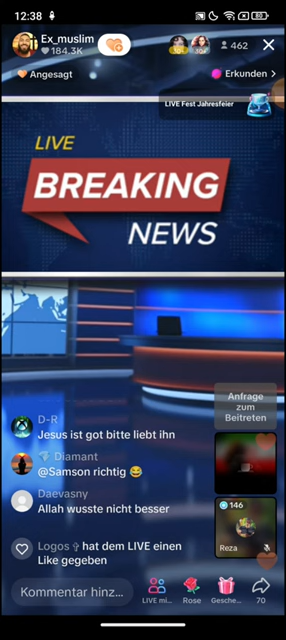 12:38
80
Ex_muslim
184.3K
462
Angesagt
Erkunden >
LIVE Fest Jahresfeier
LIVE
BREAKING
NEWS
Anfrage
zum
Beitreten
D-R
Jesus ist got bitte liebt ihn
Diamant
@Samson richtig 😂
Daevasny
Allah wusste nicht besser
146
Reza
Logos ✞ hat dem LIVE einen
Like gegeben
Kommentar hinz...
LIVE mi...
Rose
Gesche...
70